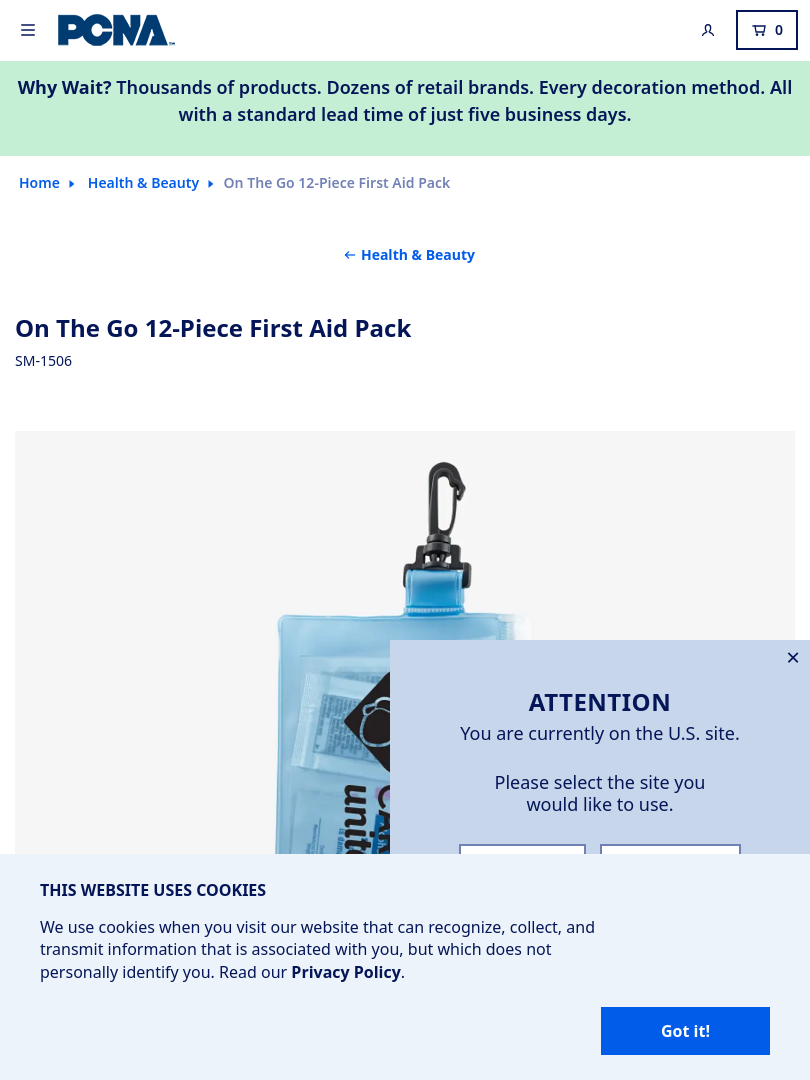 PCNA
0
Why Wait? Thousands of products. Dozens of retail brands. Every decoration method. All
with a standard lead time of just five business days.
Home
Health & Beauty
On The Go 12-Piece First Aid Pack
Health & Beauty
On The Go 12-Piece First Aid Pack
SM-1506
ATTENTION
You are currently on the U.S. site.
Please select the site you
would like to use.
THIS WEBSITE USES COOKIES
We use cookies when you visit our website that can recognize, collect, and
transmit information that is associated with you, but which does not
personally identify you. Read our Privacy Policy.
Got it!